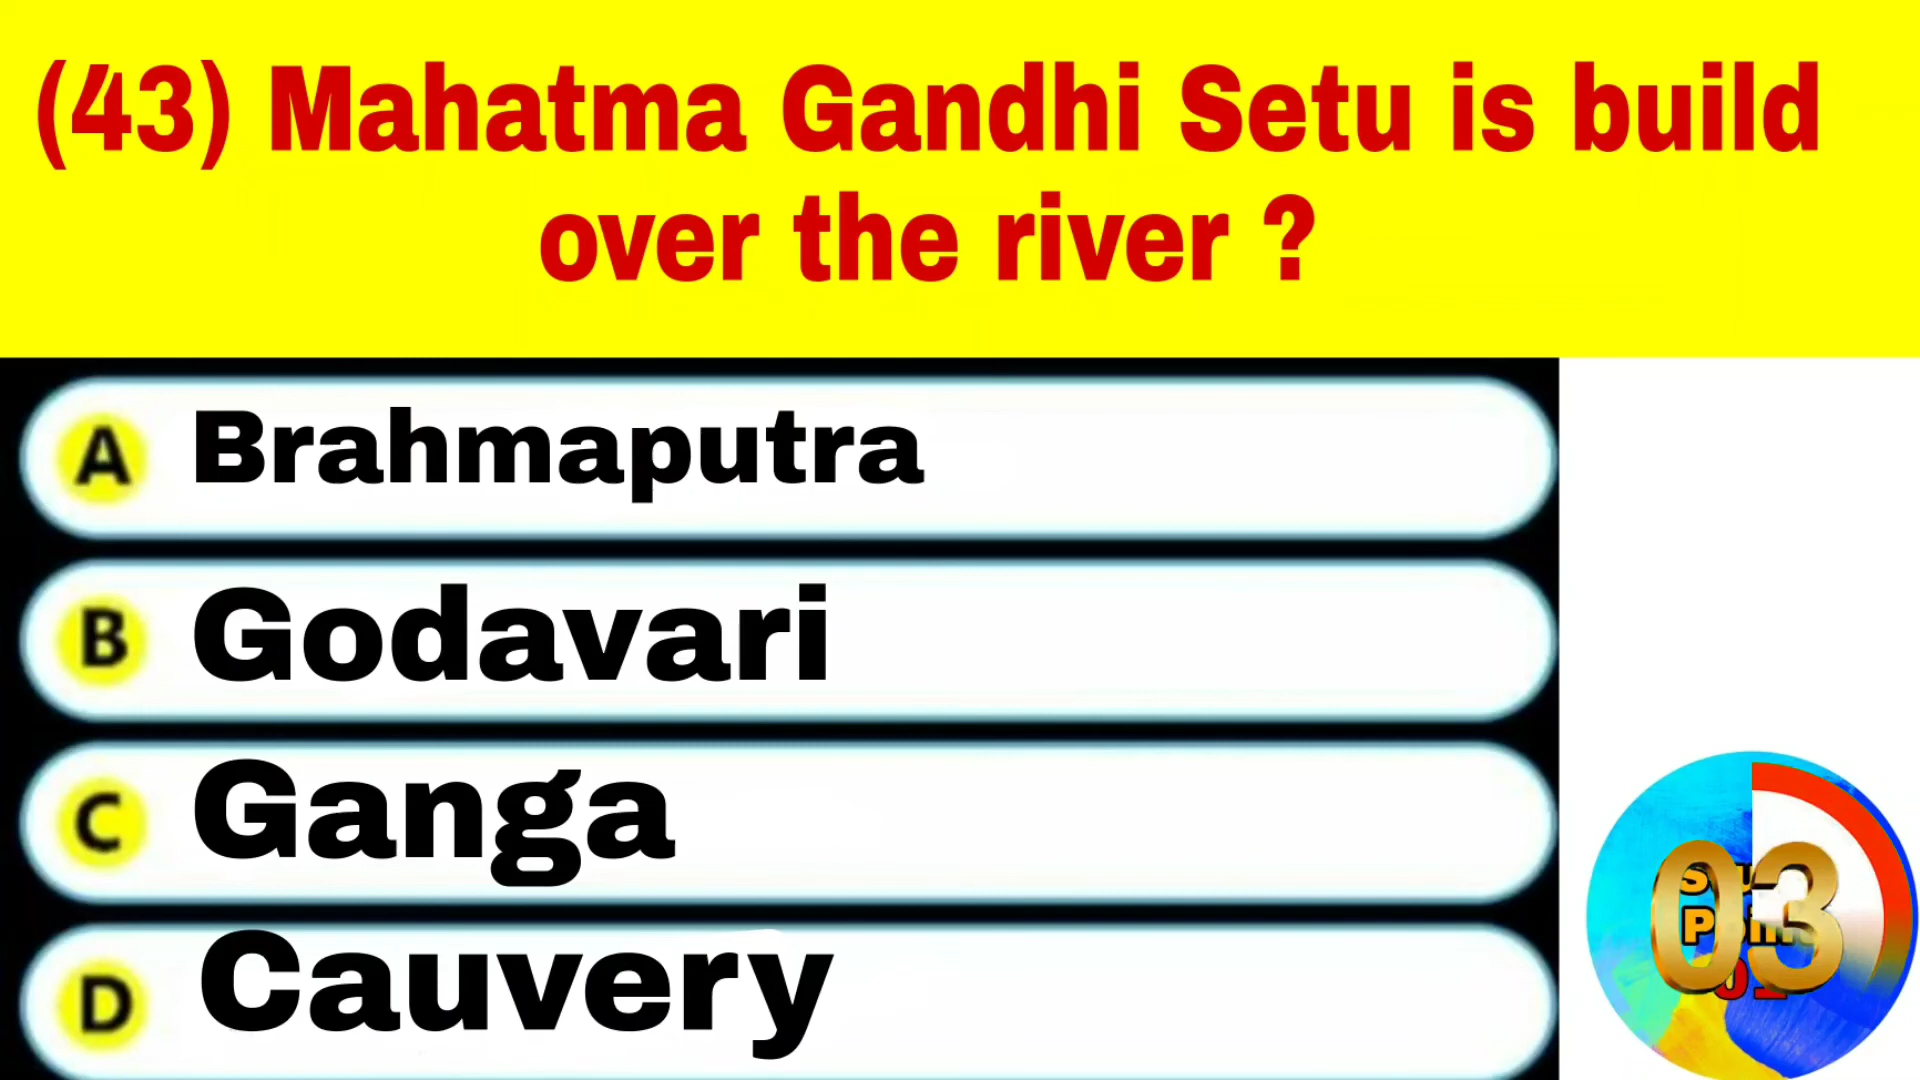 (43) Mahatma Gandhi Setu is build
over the river ?
A Brahmaputra
B Godavari
C Ganga
D Cauvery
03